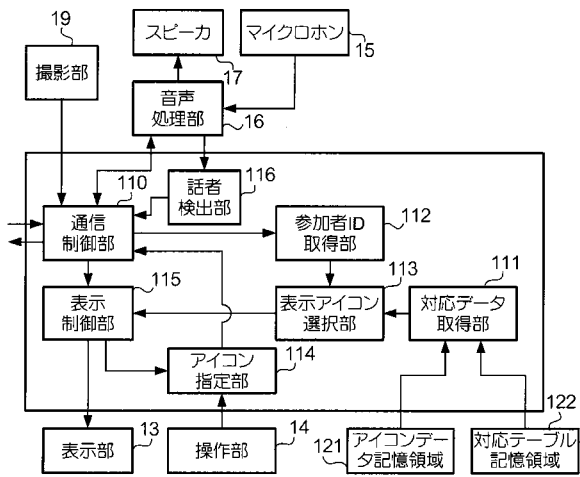 19
撮影部
スピーカ
17
マイクロホン
15
音声
処理部
16
110
通信
制御部
話者
検出部
116
参加者ID
取得部
112
115
表示
制御部
表示アイコン
選択部
113
111
対応データ
取得部
アイコン
指定部
114
表示部
13
操作部
14
121
アイコンデー
タ記憶領域
122
対応テーブル
記憶領域